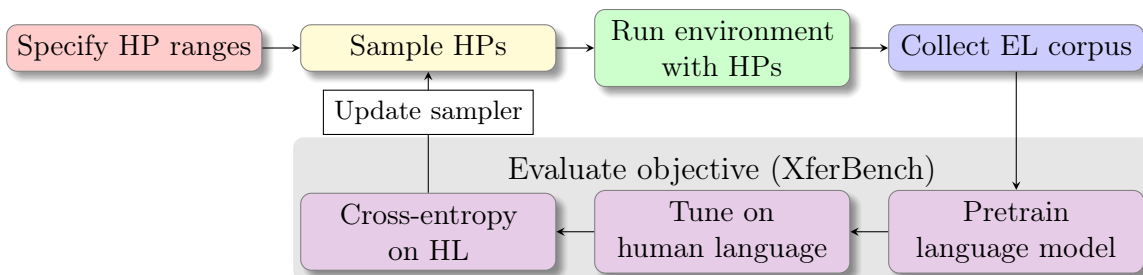 Specify HP ranges
Sample HPs
Run environment
with HPs
Collect EL corpus
Update sampler
Evaluate objective (XferBench)
Cross-entropy
on HL
Tune on
human language
Pretrain
language model